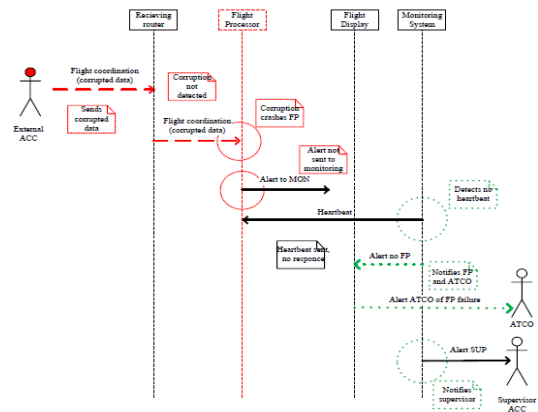 Recieving
router
Flight
Processor
Flight
Display
Monitoring
System
Flight coordination
(corrupted data)
Corruption
not
detected
External
ACC
Sends
corrupted
data
Flight cordination
(corrupted data)
Corruption
crashes FP
Alert not
sent to
monitoring
Alert to MON
Detects no
heartbeat
Heartbeat
Heartbeat sent,
no responce
Alert no FP
Notifies FP
and ATCO
Alert ATCO of FP failure
ATCO
Alert SUP
Notifies
supervisor
Supervisor
ACC